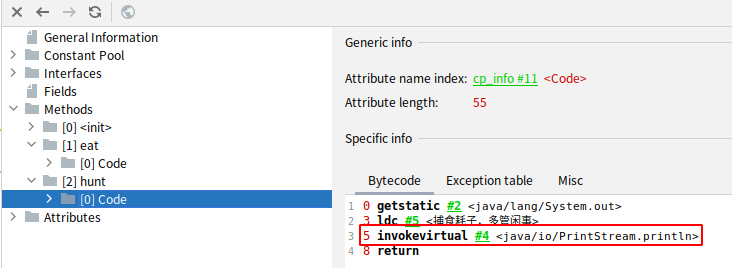 General Information
Constant Pool
Interfaces
Fields
Methods
[0] <init>
[1] eat
[0] Code
[2] hunt
[0] Code
Attributes
Generic info
Attribute name index: cp_info #11 <Code>
Attribute length: 55
Specific info
Bytecode Exception table Misc
1 0 getstatic #2 <java/lang/System.out>
2 3 ldc #5 <捕食耗子，多管闲事>
3 5 invokevirtual #4 <java/io/PrintStream.println>
4 8 return